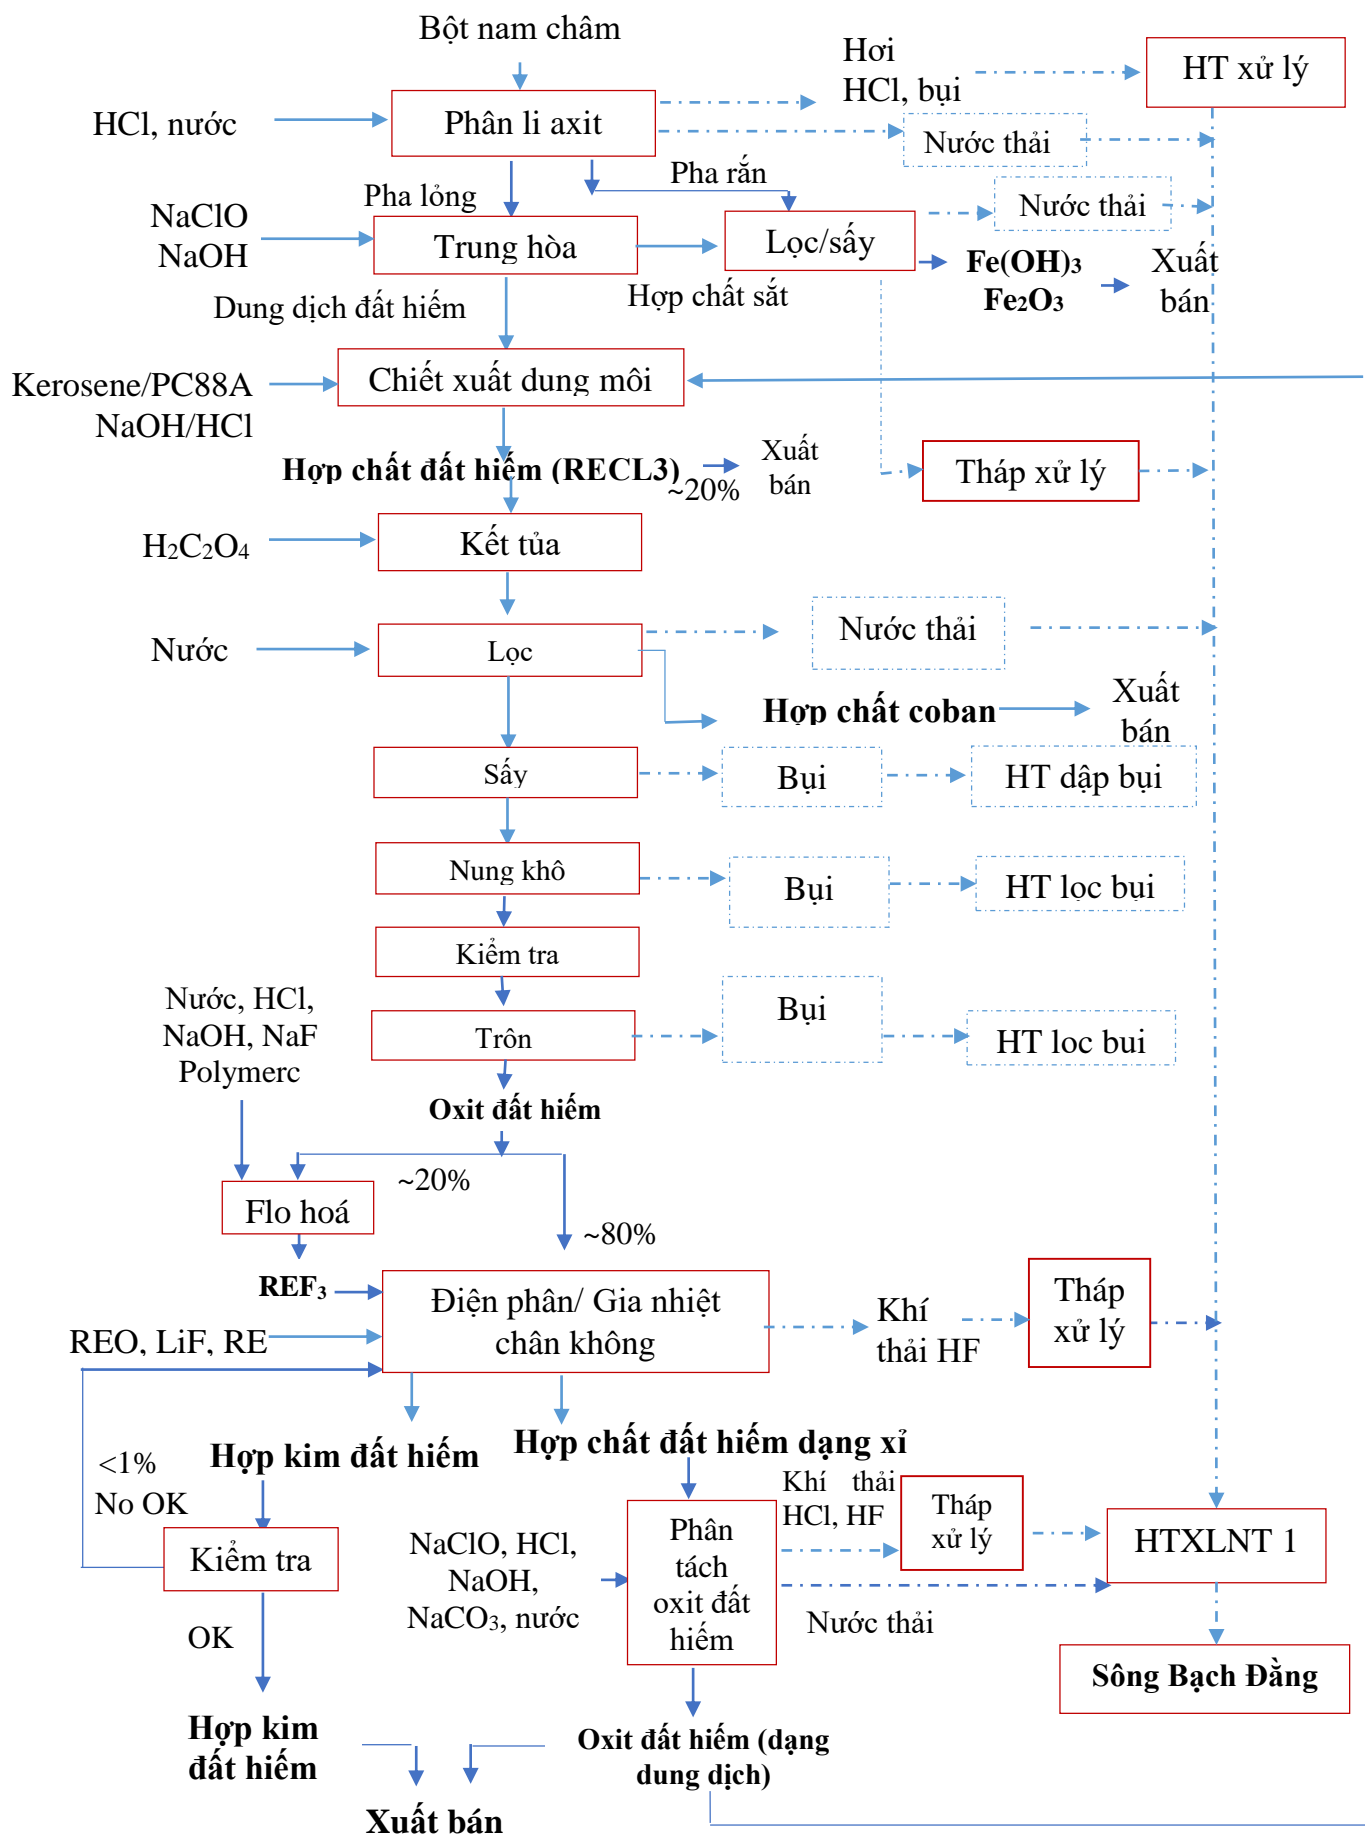 Bột nam châm
Hơi
HCl, bụi
HT xử lý
HCl, nước
Phân li axit
Nước thải
Pha lỏng
Pha rắn
Nước thải
NaClO
NaOH
Trung hòa
Lọc/sấy
Fe(OH)₃
Fe₂O₃
Xuất
bán
Dung dịch đất hiếm
Hợp chất sắt
Kerosene/PC88A
NaOH/HCl
Chiết xuất dung môi
Hợp chất đất hiếm (RECL3)
~20%
Xuất
bán
Tháp xử lý
H₂C₂O₄
Kết tủa
Nước
Lọc
Nước thải
Hợp chất coban
Xuất
bán
Sấy
Bụi
HT dập bụi
Nung khô
Bụi
HT lọc bụi
Kiểm tra
Nước, HCl,
NaOH, NaF
Polymerc
Trôn
Bụi
HT loc bui
Oxit đất hiếm
~20%
~80%
Flo hoá
REF₃
Điện phân/ Gia nhiệt
chân không
Khí
thải HF
Tháp
xử lý
REO, LiF, RE
Hợp kim đất hiếm
Hợp chất đất hiếm dạng xỉ
<1%
No OK
Khí thải
HCl, HF
Tháp
xử lý
Kiểm tra
NaClO, HCl,
NaOH,
NaCO₃, nước
Phân
tách
oxit đất
hiếm
HTXLNT 1
Nước thải
OK
Sông Bạch Đằng
Hợp kim
đất hiếm
Oxit đất hiếm (dạng
dung dịch)
Xuất bán